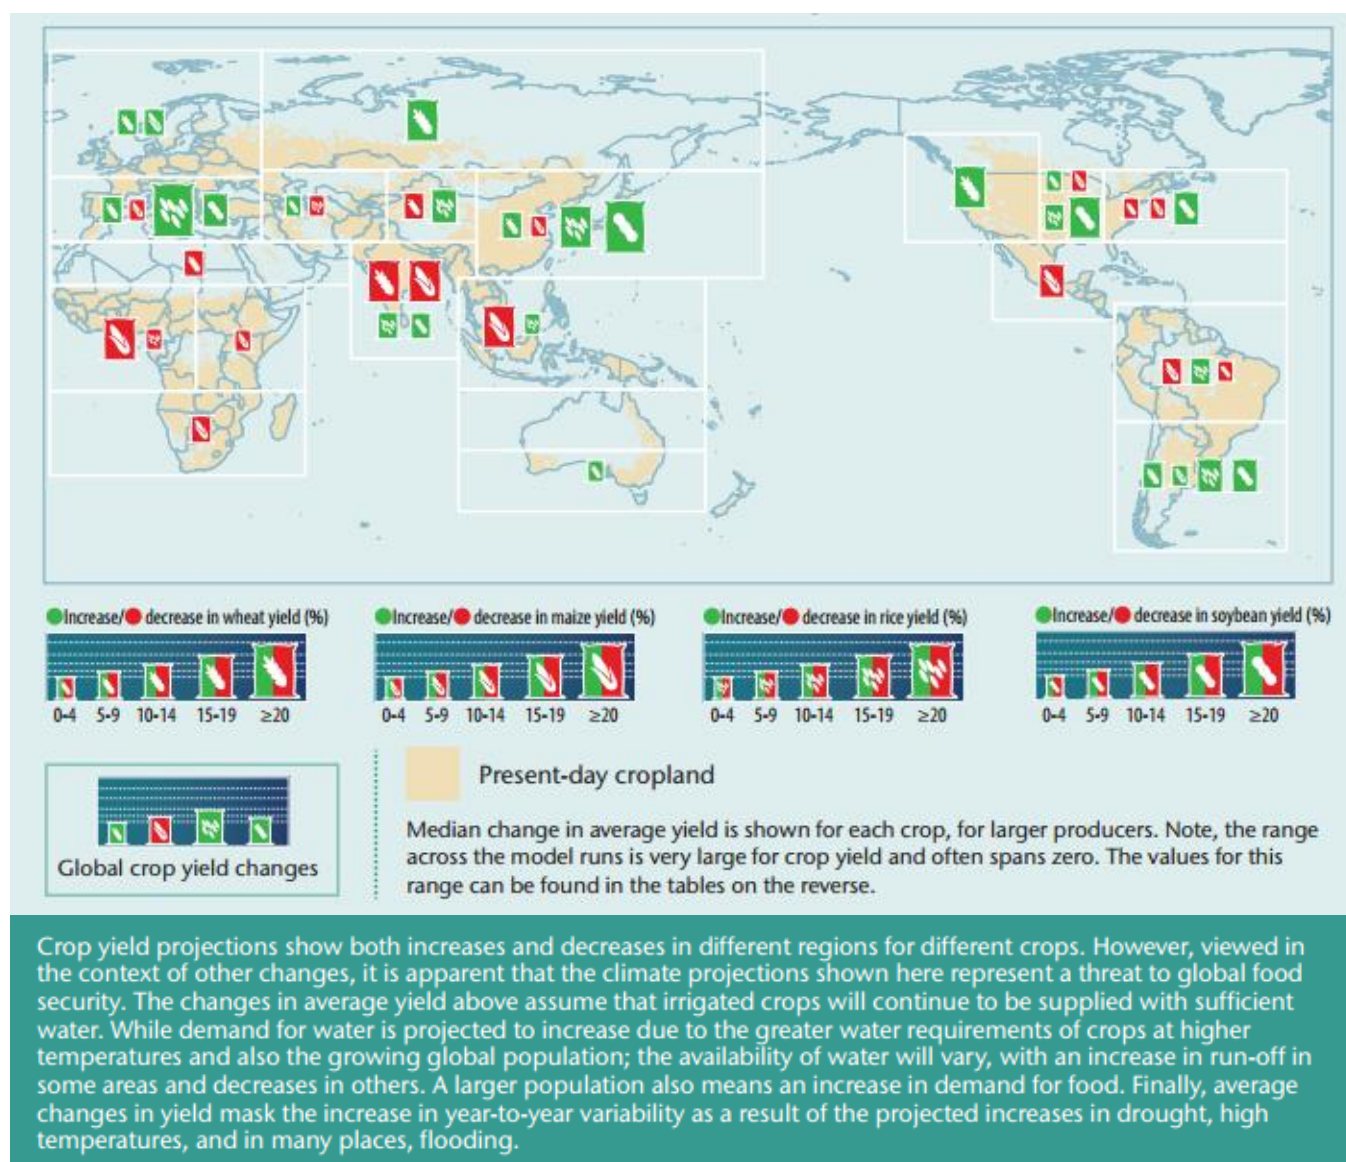 Increase/ decrease in wheat yield (%)
Increase/ decrease in maize yield (%)
Increase/ decrease in rice yield (%)
Increase/ decrease in soybean yield (%)
0-4 5-9 10-14 15-19 ≥20
0-4 5-9 10-14 15-19 ≥20
0-4 5-9 10-14 15-19 ≥20
0-4 5-9 10-14 15-19 ≥20
Global crop yield changes
Present-day cropland
Median change in average yield is shown for each crop, for larger producers. Note, the range
across the model runs is very large for crop yield and often spans zero. The values for this
range can be found in the tables on the reverse.
Crop yield projections show both increases and decreases in different regions for different crops. However, viewed in
the context of other changes, it is apparent that the climate projections shown here represent a threat to global food
security. The changes in average yield above assume that irrigated crops will continue to be supplied with sufficient
water. While demand for water is projected to increase due to the greater water requirements of crops at higher
temperatures and also the growing global population; the availability of water will vary, with an increase in run-off in
some areas and decreases in others. A larger population also means an increase in demand for food. Finally, average
changes in yield mask the increase in year-to-year variability as a result of the projected increases in drought, high
temperatures, and in many places, flooding.